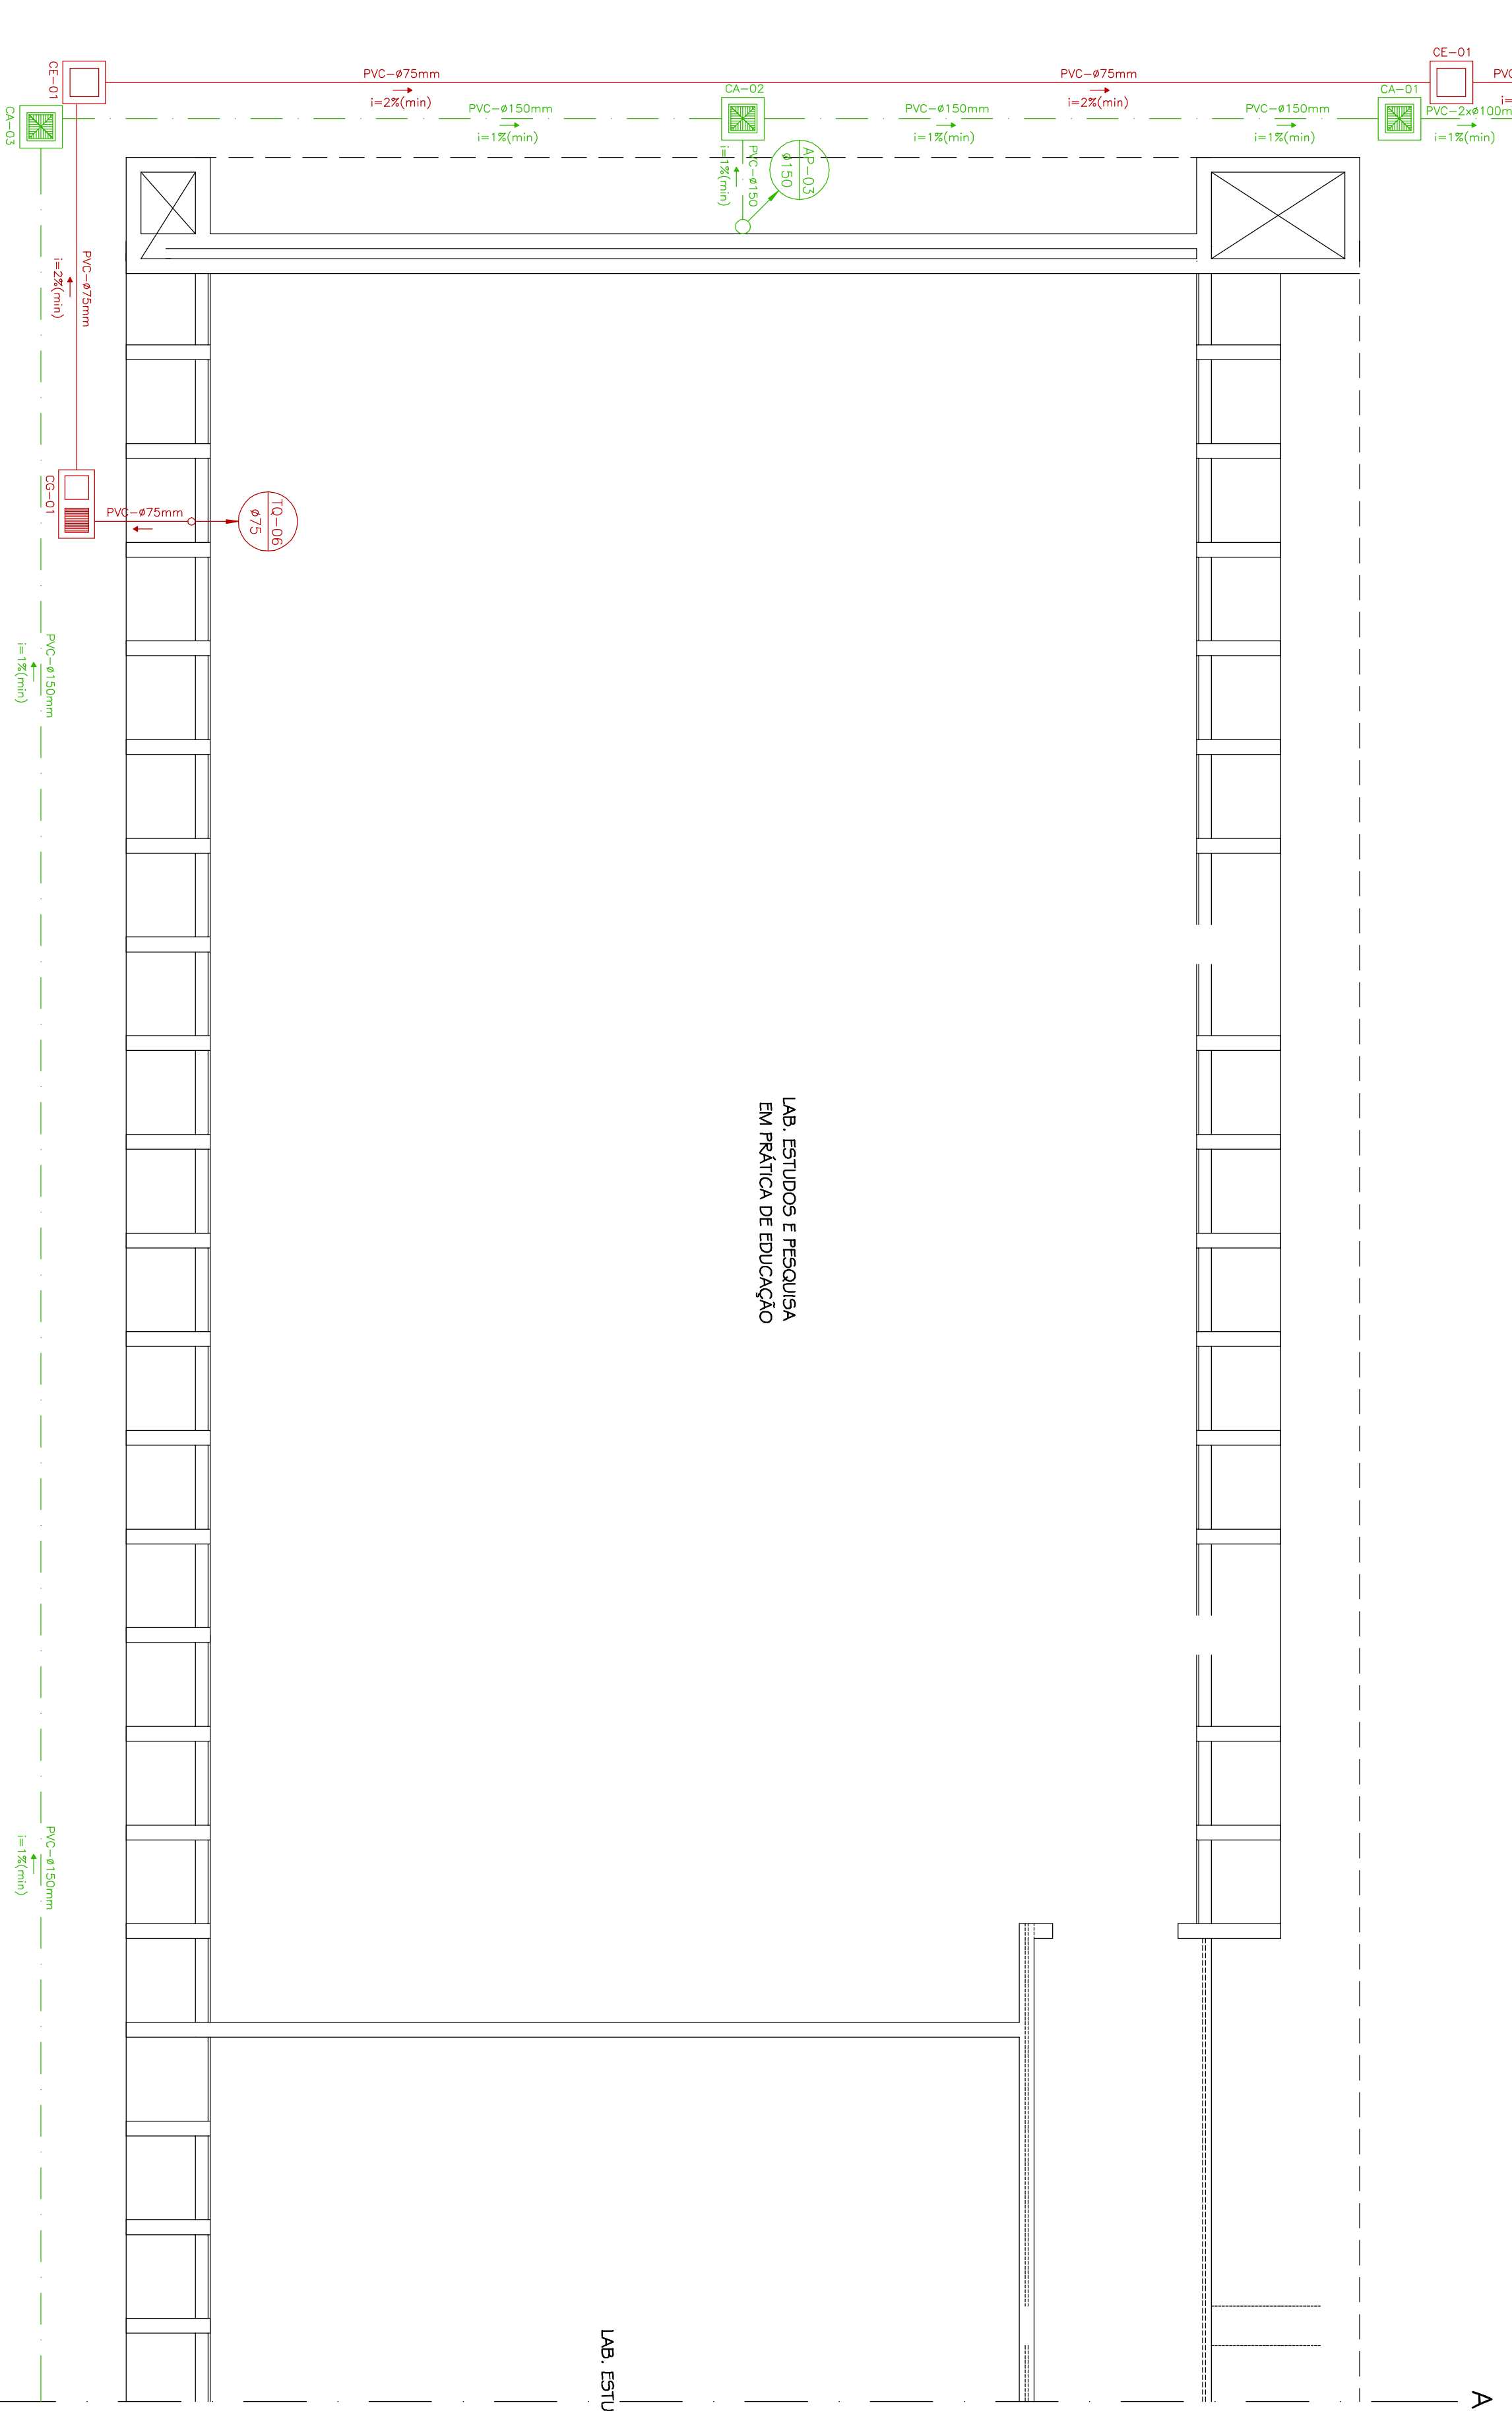 CE-01
PVC-ø75mm
i=2%(min)
PVC-ø75mm
i=2%(min)
CE-01
CA-03
PVC-ø150mm
i=1%(min)
CA-02
PVC-ø150mm
i=1%(min)
PVC-ø150mm
i=1%(min)
CA-01
PVC-2xø100m
i=1%(min)
PVC-ø150
i=1%(min)
AP-03
ø150
PVC-ø75mm
i=2%(min)
CG-01
PVC-ø75mm
TQ-06
ø75
PVC-ø150mm
i=1%(min)
LAB. ESTUDOS E PESQUISA
EM PRÁTICA DE EDUCAÇÃO
PVC-ø150mm
i=1%(min)
LAB. ESTU
A